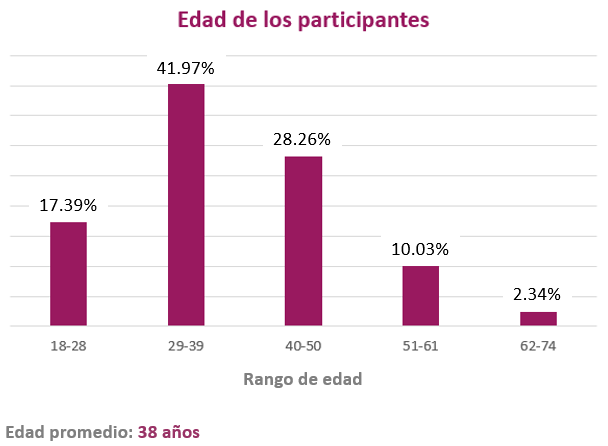 Edad de los participantes
41.97%
28.26%
17.39%
10.03%
2.34%
18-28 29-39 40-50 51-61 62-74
Rango de edad
Edad promedio: 38 años